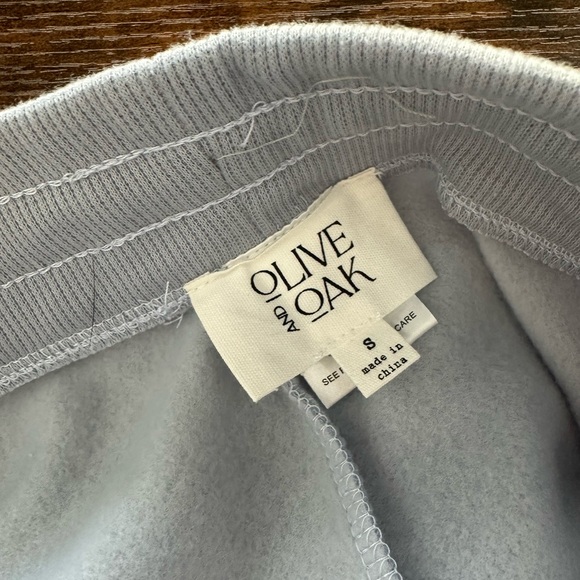 OLIVE
AND OAK
S
made in
china
SEE
CARE